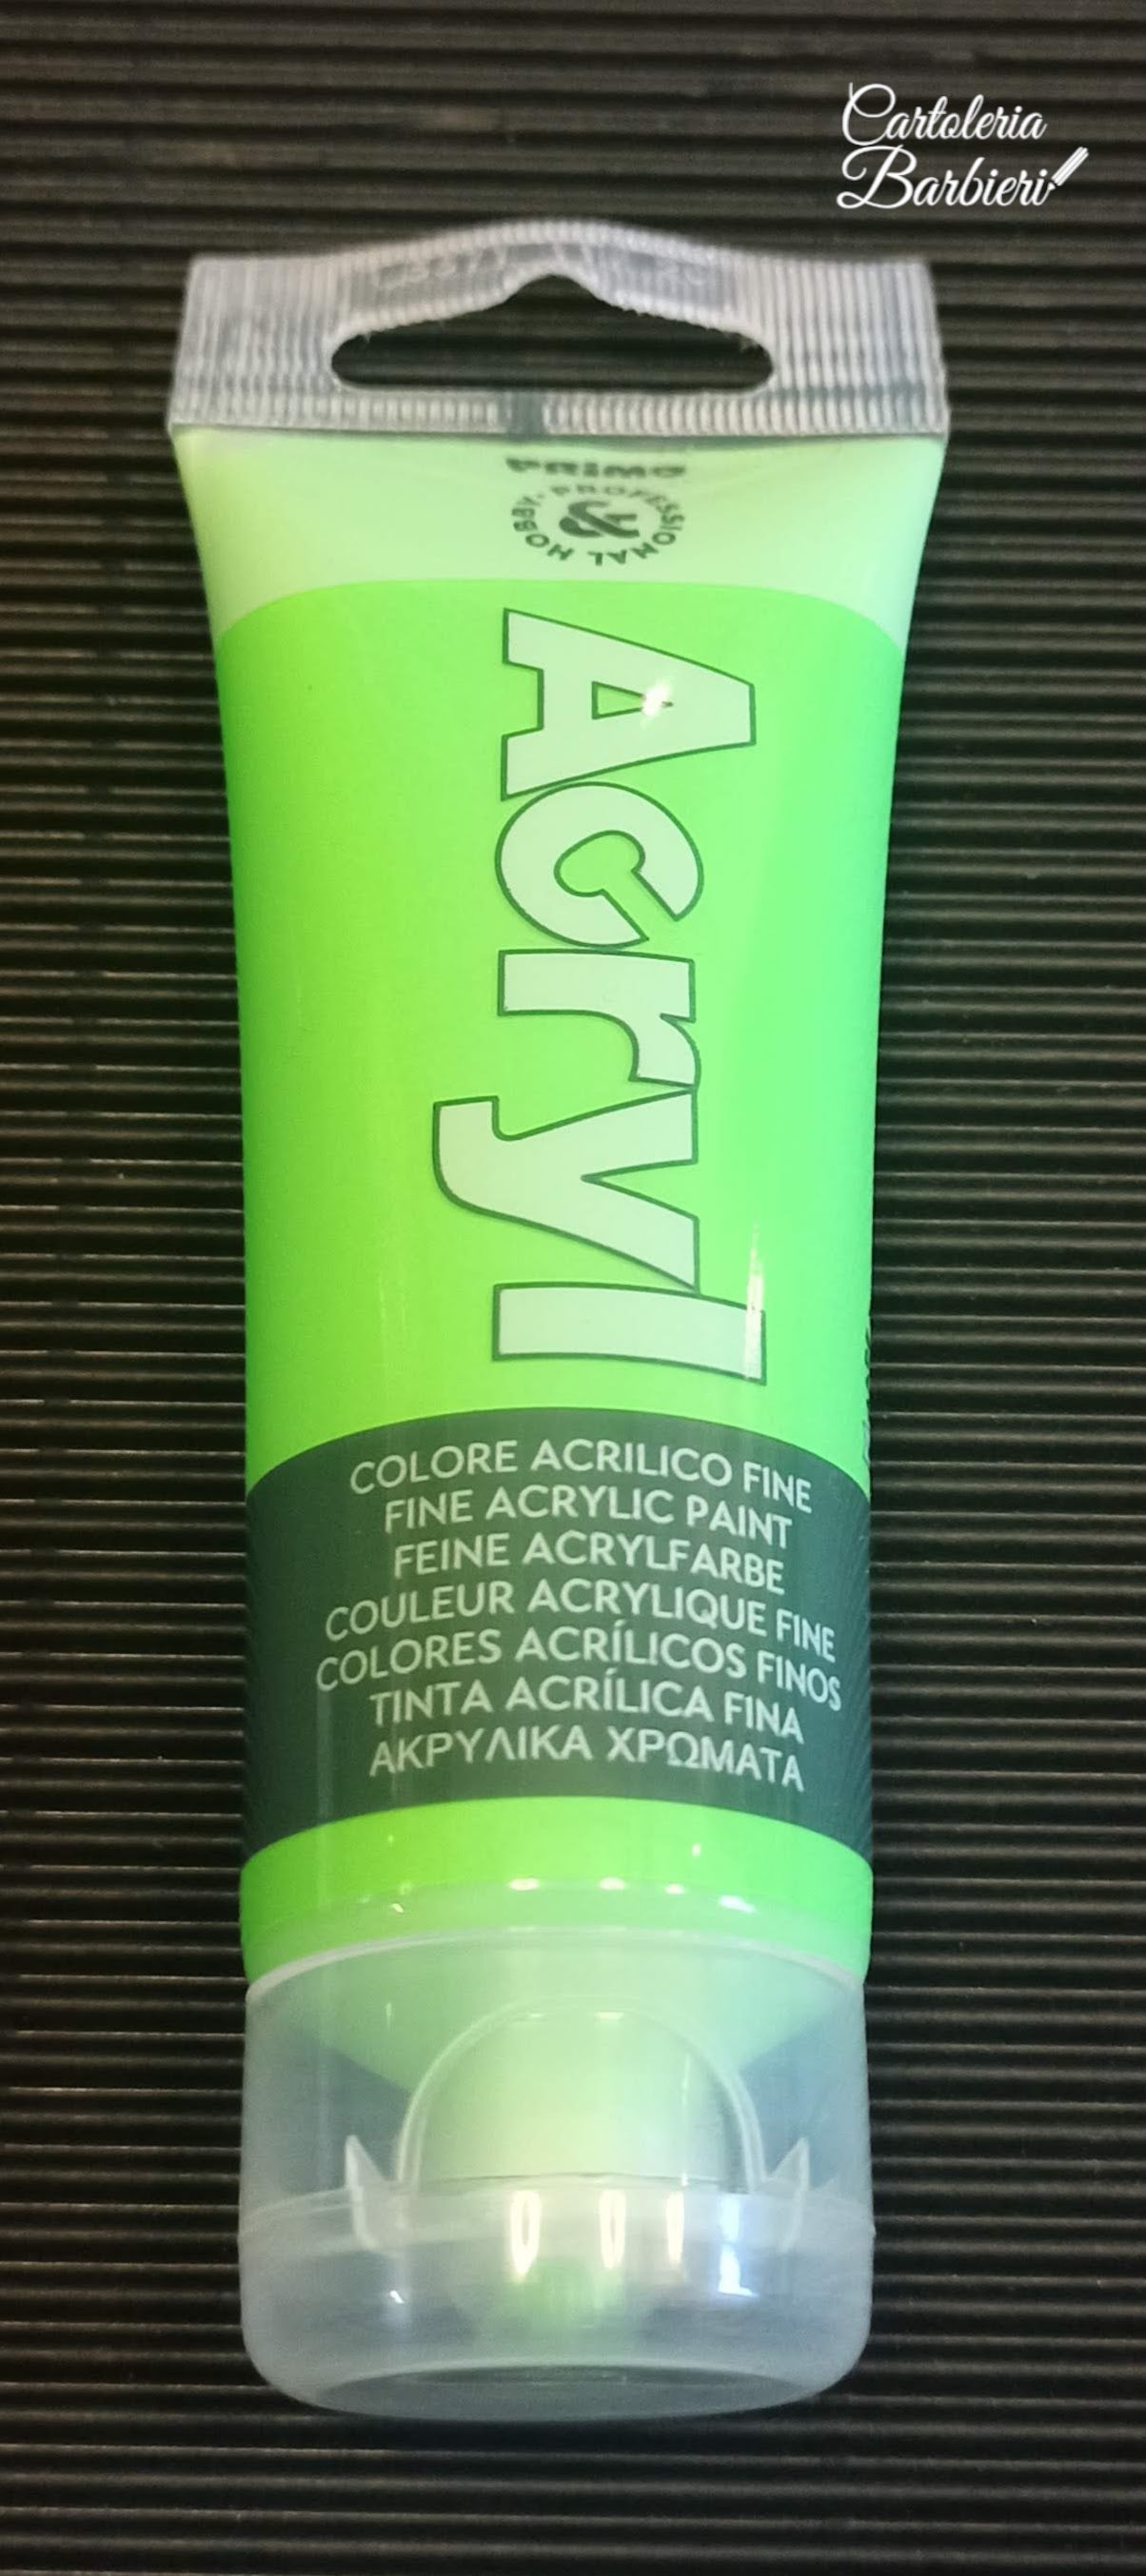 Cartoleria
Barbieri
PRIMO
HOBBY & PROFESSIONAL
Acryl
COLORE ACRILICO FINE
FINE ACRYLIC PAINT
FEINE ACRYLFARBE
COULEUR ACRYLIQUE FINE
COLORES ACRÍLICOS FINOS
TINTA ACRÍLICA FINA
ΑΚΡΥΛΙΚΑ ΧΡΩΜΑΤΑ